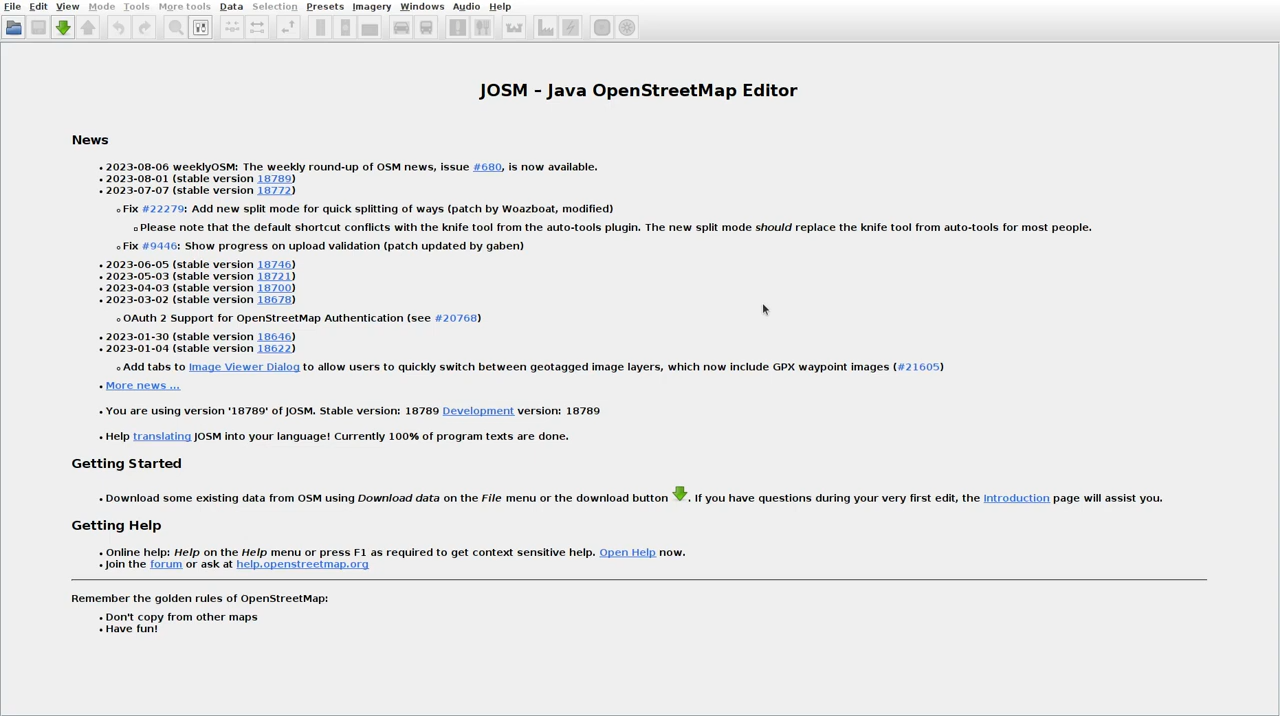 File Edit View Mode Tools More tools Data Selection Presets Imagery Windows Audio Help
JOSM – Java OpenStreetMap Editor
News
2023-08-06 weeklyOSM: The weekly round-up of OSM news, issue #680, is now available.
2023-08-01 (stable version 18789)
2023-07-07 (stable version 18772)
Fix #22279: Add new split mode for quick splitting of ways (patch by Woazboat, modified)
Please note that the default shortcut conflicts with the knife tool from the auto-tools plugin. The new split mode should replace the knife tool from auto-tools for most people.
Fix #9446: Show progress on upload validation (patch updated by gaben)
2023-06-05 (stable version 18746)
2023-05-03 (stable version 18721)
2023-04-03 (stable version 18700)
2023-03-02 (stable version 18678)
OAuth 2 Support for OpenStreetMap Authentication (see #20768)
2023-01-30 (stable version 18646)
2023-01-04 (stable version 18622)
Add tabs to Image Viewer Dialog to allow users to quickly switch between geotagged image layers, which now include GPX waypoint images (#21605)
More news ...
You are using version '18789' of JOSM. Stable version: 18789 Development version: 18789
Help translating JOSM into your language! Currently 100% of program texts are done.
Getting Started
Download some existing data from OSM using Download data on the File menu or the download button . If you have questions during your very first edit, the Introduction page will assist you.
Getting Help
Online help: Help on the Help menu or press F1 as required to get context sensitive help. Open Help now.
Join the forum or ask at help.openstreetmap.org
Remember the golden rules of OpenStreetMap:
Don't copy from other maps
Have fun!